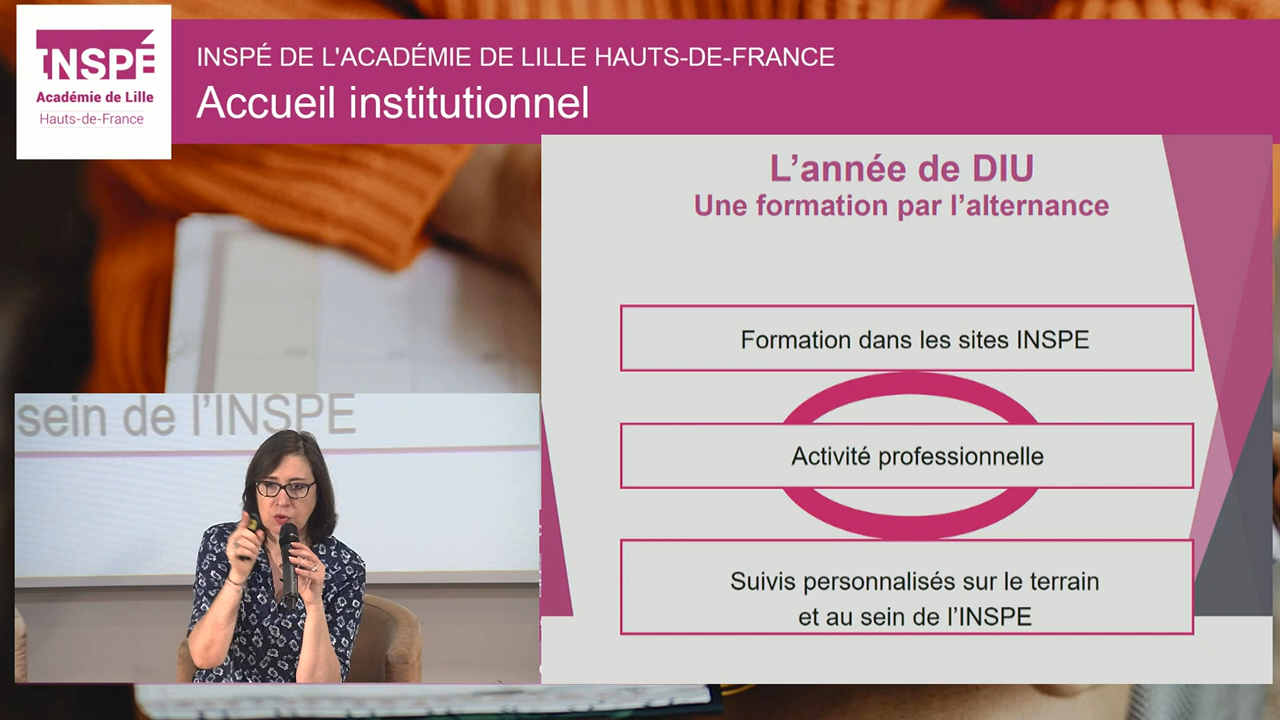 INSPÉ
Académie de Lille
Hauts-de-France
INSPÉ DE L'ACADÉMIE DE LILLE HAUTS-DE-FRANCE
Accueil institutionnel
L'année de DIU
Une formation par l'alternance
Formation dans les sites INSPE
Activité professionnelle
Suivis personnalisés sur le terrain
et au sein de l'INSPE
sein de l'INSPE